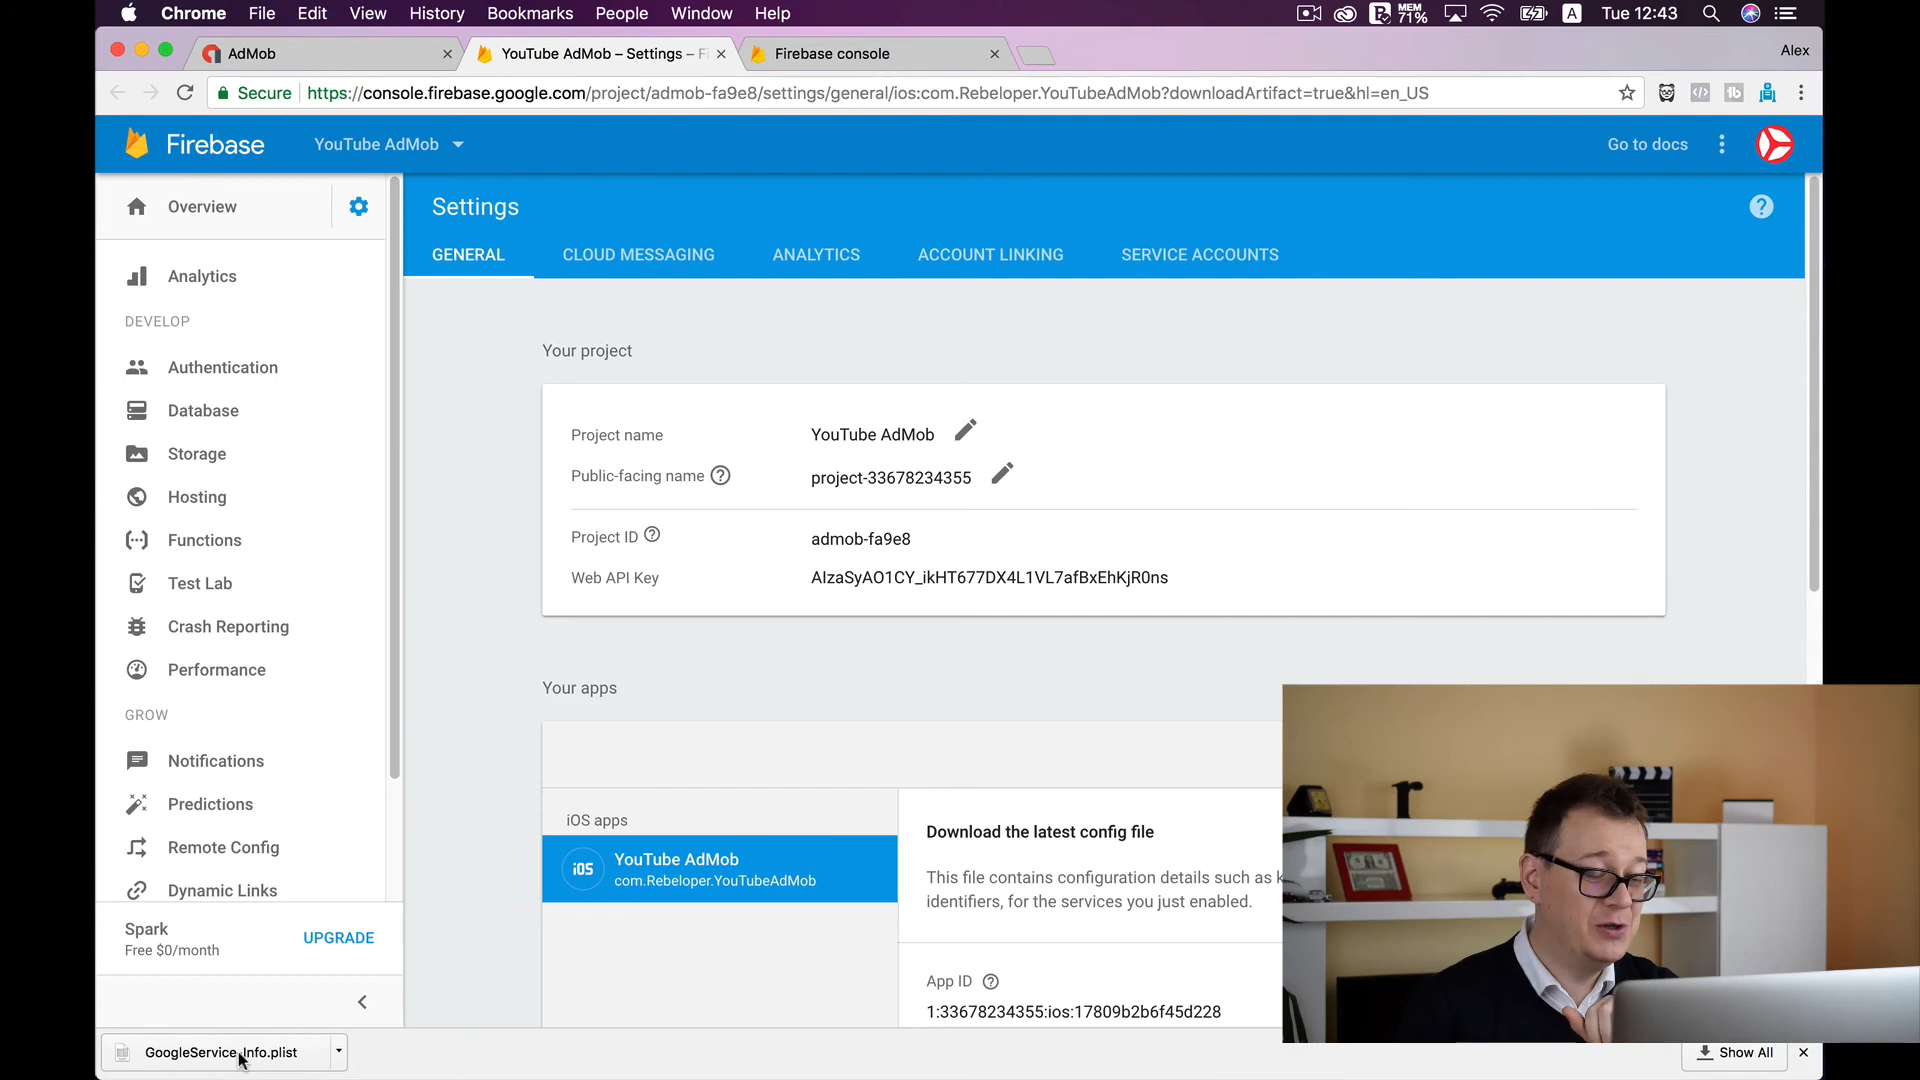 Chrome File Edit View History Bookmarks People Window Help MEM 71% A Tue 12:43
AdMob YouTube AdMob – Settings – Fi Firebase console Alex
Secure https://console.firebase.google.com/project/admob-fa9e8/settings/general/ios:com.Rebeloper.YouTubeAdMob?downloadArtifact=true&hl=en_US
Firebase YouTube AdMob Go to docs
Overview
Settings
GENERAL CLOUD MESSAGING ANALYTICS ACCOUNT LINKING SERVICE ACCOUNTS
Analytics
DEVELOP
Authentication
Database
Storage
Hosting
Functions
Test Lab
Crash Reporting
Performance
GROW
Notifications
Predictions
Remote Config
Dynamic Links
Spark
Free $0/month
UPGRADE
Your project
Project name YouTube AdMob
Public-facing name project-33678234355
Project ID admob-fa9e8
Web API Key AIzaSyAO1CY_ikHT677DX4L1VL7afBxEhKjR0ns
Your apps
iOS apps
iOS YouTube AdMob
com.Rebeloper.YouTubeAdMob
Download the latest config file
This file contains configuration details such as k
identifiers, for the services you just enabled.
App ID
1:33678234355:ios:17809b2b6f45d228
GoogleService-Info.plist
Show All